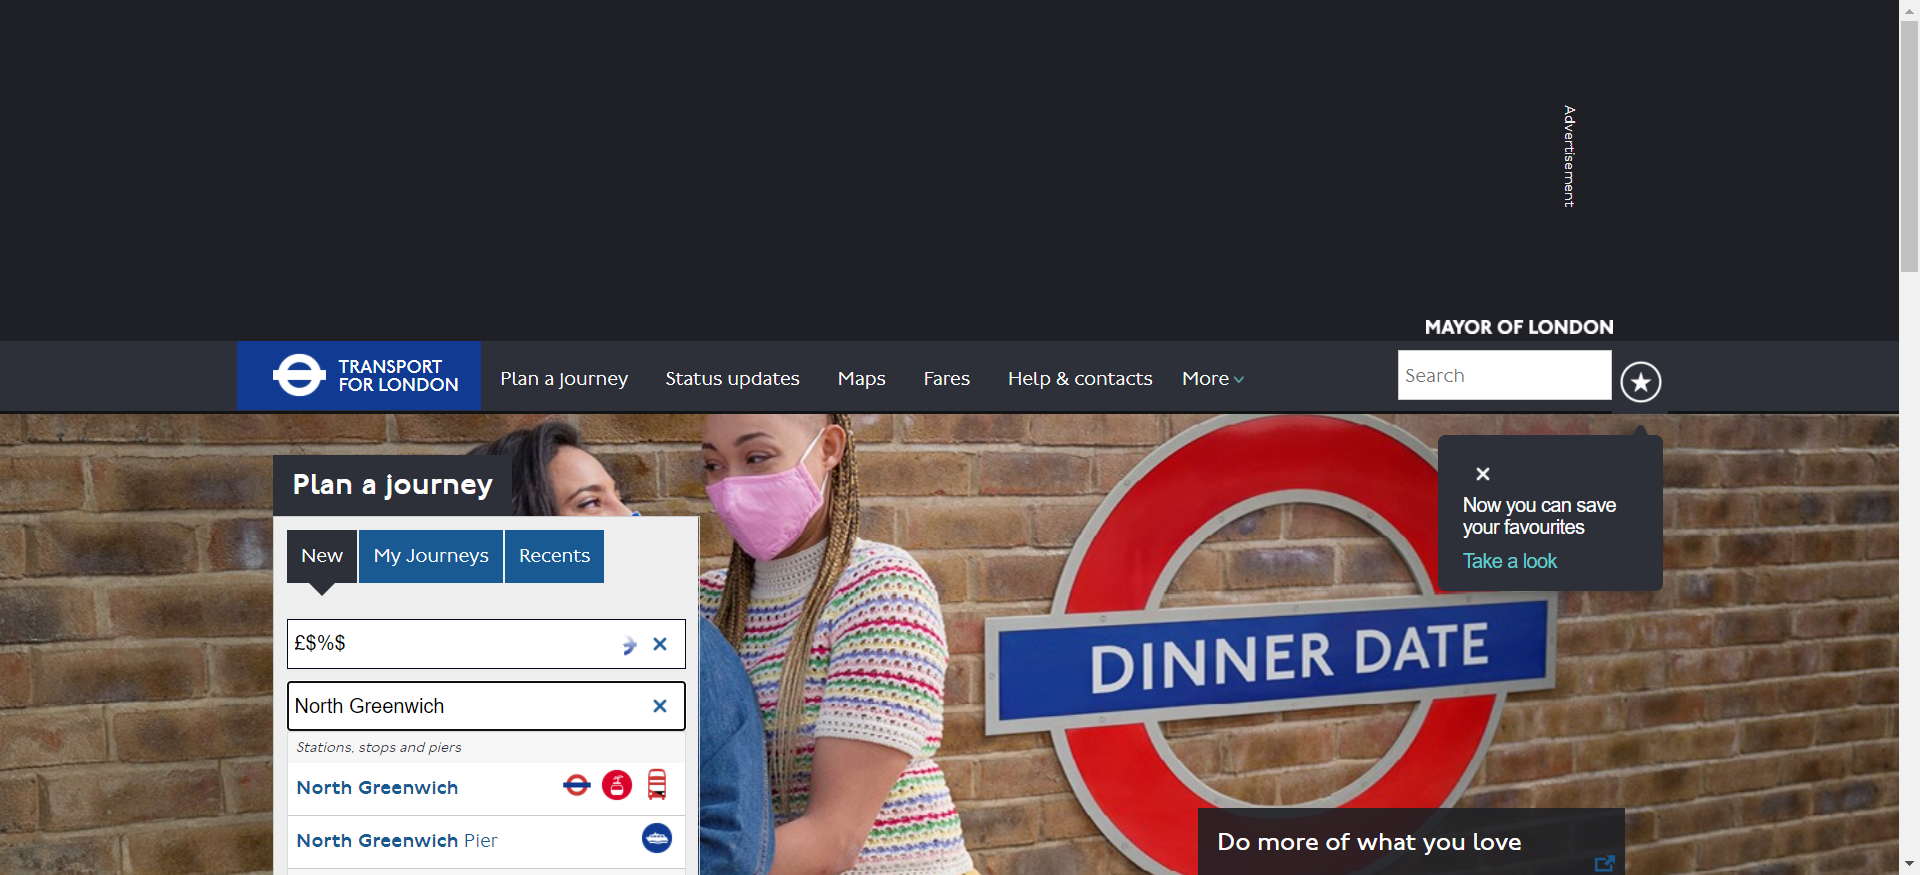 Advertisement
MAYOR OF LONDON
TRANSPORT
FOR LONDON
Plan a journey
Status updates
Maps
Fares
Help & contacts
More
Search
Plan a journey
Now you can save
your favourites
Take a look
New
My Journeys
Recents
£$%$
North Greenwich
Stations, stops and piers
North Greenwich
North Greenwich Pier
DINNER DATE
Do more of what you love